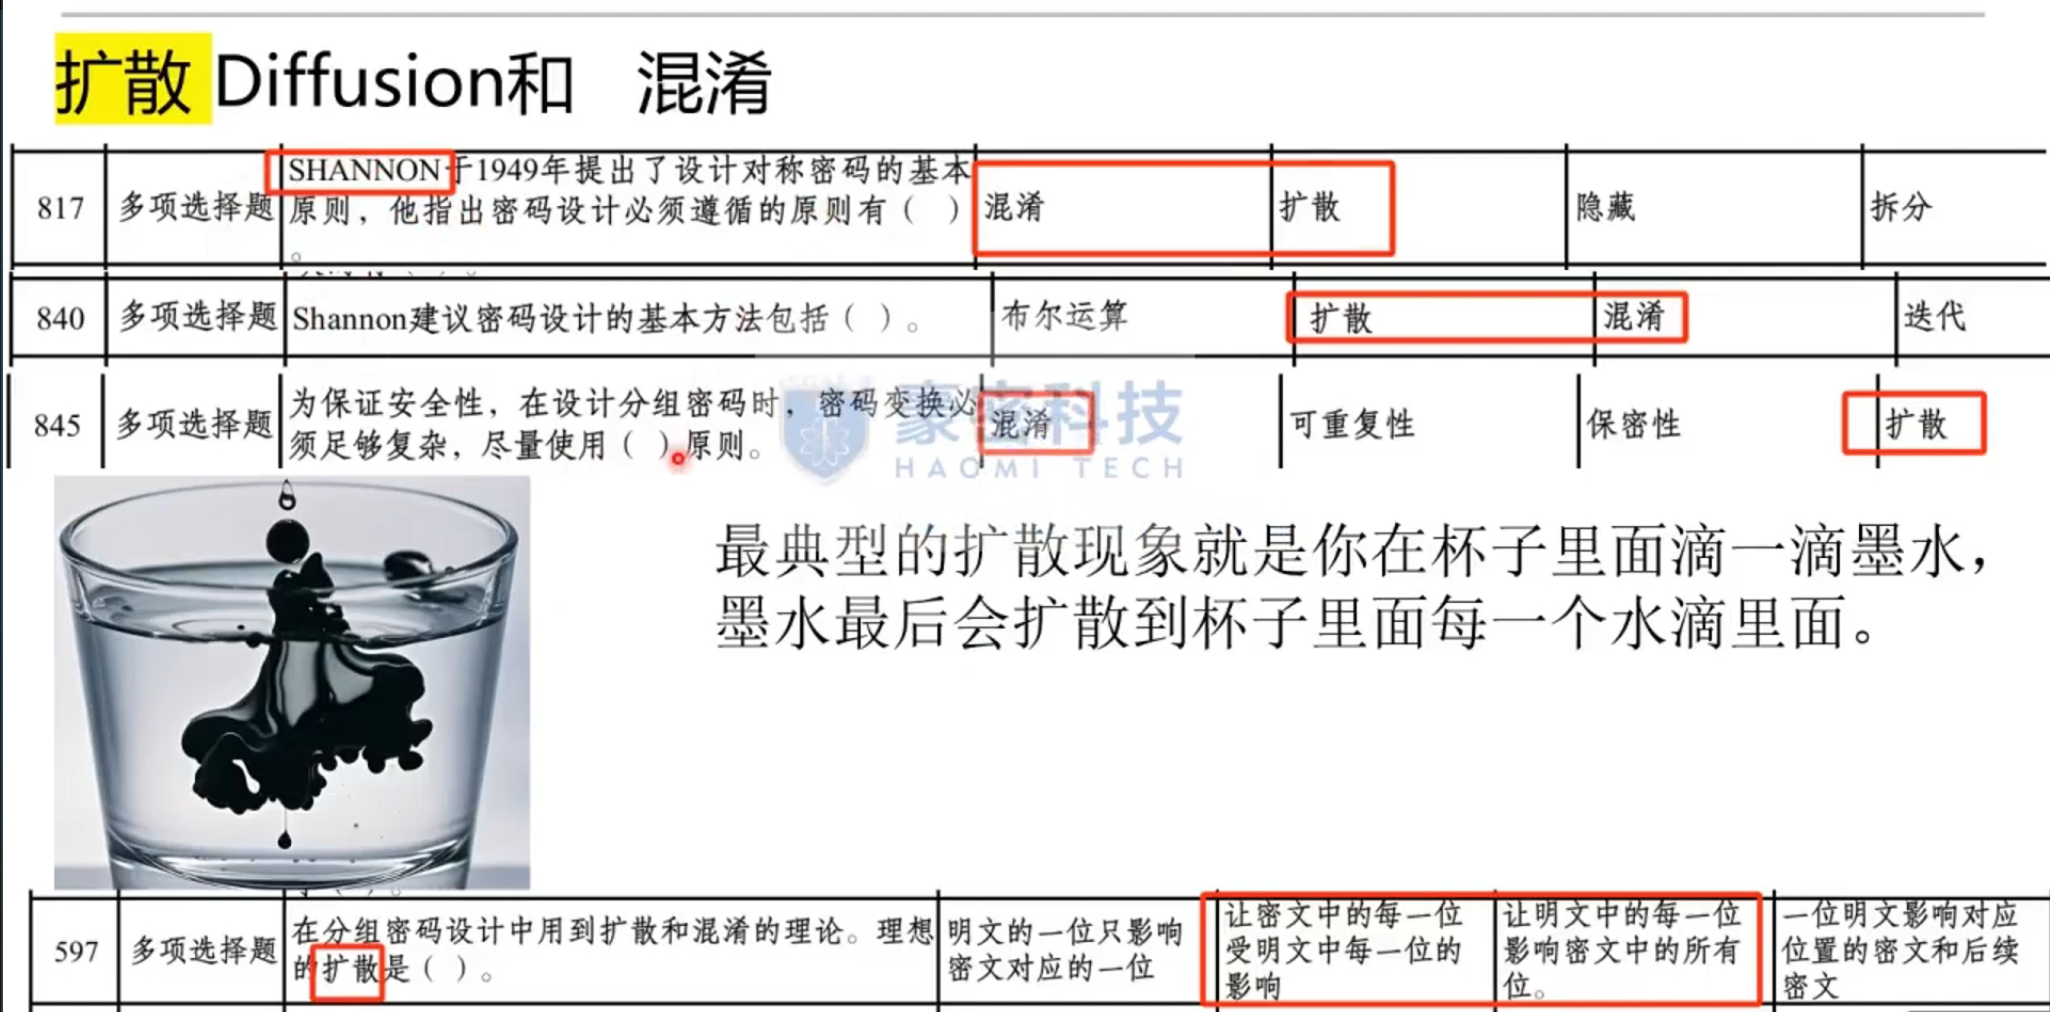 扩散 Diffusion和 混淆
817 多项选择题 SHANNON于1949年提出了设计对称密码的基本
原则，他指出密码设计必须遵循的原则有（ ）
。
混淆 扩散 隐藏 拆分
840 多项选择题 Shannon建议密码设计的基本方法包括（ ）。 布尔运算 扩散 混淆 迭代
845 多项选择题 为保证安全性，在设计分组密码时，密码变换必
须足够复杂，尽量使用（ ）原则。
混淆 可重复性 保密性 扩散
豪密科技
HAOMI TECH
最典型的扩散现象就是你在杯子里面滴一滴墨水，
墨水最后会扩散到杯子里面每一个水滴里面。
597 多项选择题 在分组密码设计中用到扩散和混淆的理论。理想
的扩散是（ ）。
明文的一位只影响
密文对应的一位
让密文中的每一位
受明文中每一位的
影响
让明文中的每一位
影响密文中的所有
位。
一位明文影响对应
位置的密文和后续
密文